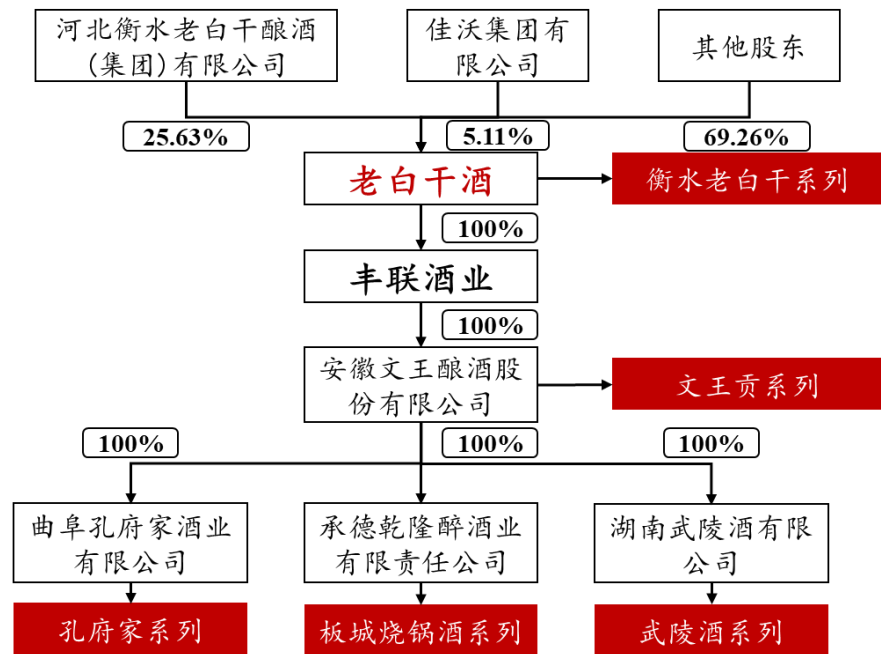 河北衡水老白干酿酒
(集团)有限公司
佳沃集团有
限公司
其他股东
25.63%
5.11%
69.26%
老白干酒
衡水老白干系列
100%
丰联酒业
100%
安徽文王酿酒股
份有限公司
文王贡系列
100%
100%
100%
曲阜孔府家酒业
有限公司
承德乾隆醉酒业
有限责任公司
湖南武陵酒有限
公司
孔府家系列
板城烧锅酒系列
武陵酒系列